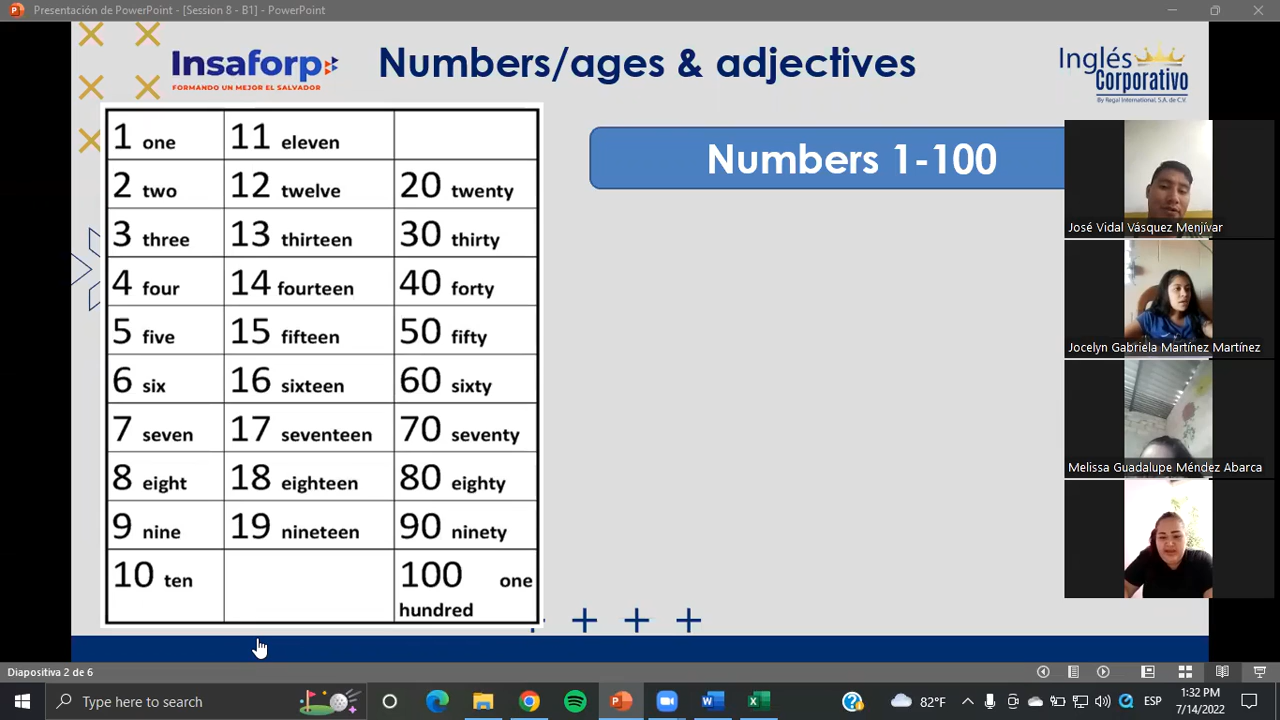 Presentación de PowerPoint - [Session 8 - B1] - PowerPoint
Insaforp
FORMANDO UN MEJOR EL SALVADOR
Numbers/ages & adjectives
Inglés
Corporativo
By Regal International, S.A. de C.V.
1 one 11 eleven
2 two 12 twelve 20 twenty
3 three 13 thirteen 30 thirty
4 four 14 fourteen 40 forty
5 five 15 fifteen 50 fifty
6 six 16 sixteen 60 sixty
7 seven 17 seventeen 70 seventy
8 eight 18 eighteen 80 eighty
9 nine 19 nineteen 90 ninety
10 ten 100 one
hundred
Numbers 1-100
José Vidal Vásquez Menjívar
Jocelyn Gabriela Martínez Martínez
Melissa Guadalupe Méndez Abarca
Diapositiva 2 de 6
Type here to search
82°F
ESP
1:32 PM
7/14/2022